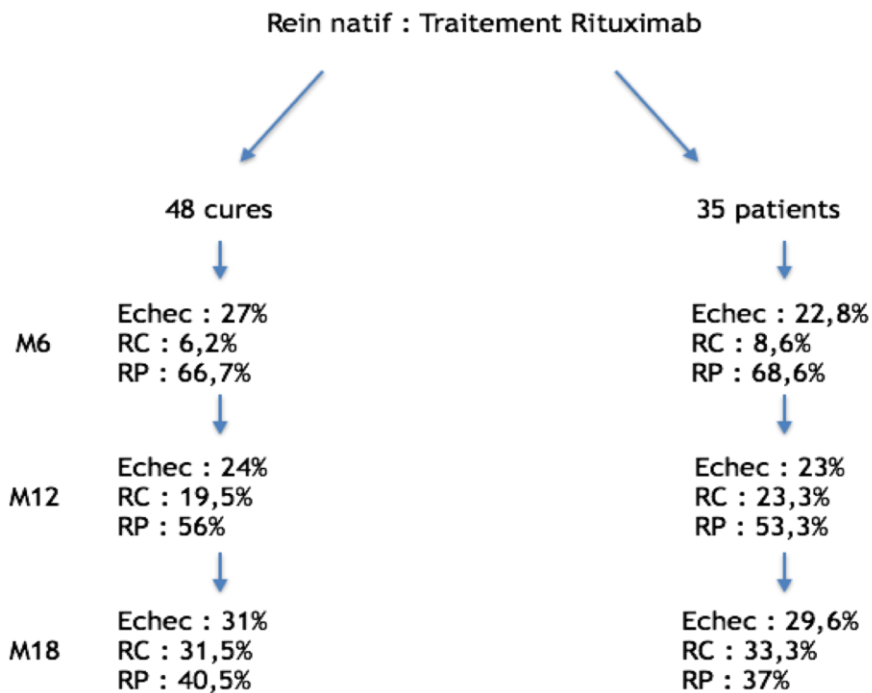 Rein natif : Traitement Rituximab
48 cures
35 patients
M6
Echec : 27%
RC : 6,2%
RP : 66,7%
Echec : 22,8%
RC : 8,6%
RP : 68,6%
M12
Echec : 24%
RC : 19,5%
RP : 56%
Echec : 23%
RC : 23,3%
RP : 53,3%
M18
Echec : 31%
RC : 31,5%
RP : 40,5%
Echec : 29,6%
RC : 33,3%
RP : 37%